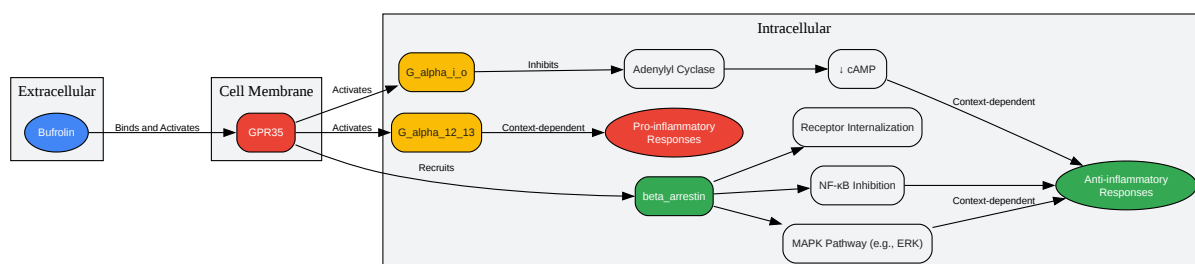 Extracellular
Bufrolin
Binds and Activates
Cell Membrane
GPR35
Activates
Activates
Recruits
Intracellular
G_alpha_i_o
Inhibits
Adenylyl Cyclase
↓ cAMP
Context-dependent
G_alpha_12_13
Context-dependent
Pro-inflammatory
Responses
beta_arrestin
Receptor Internalization
NF-κB Inhibition
MAPK Pathway (e.g., ERK)
Context-dependent
Anti-inflammatory
Responses